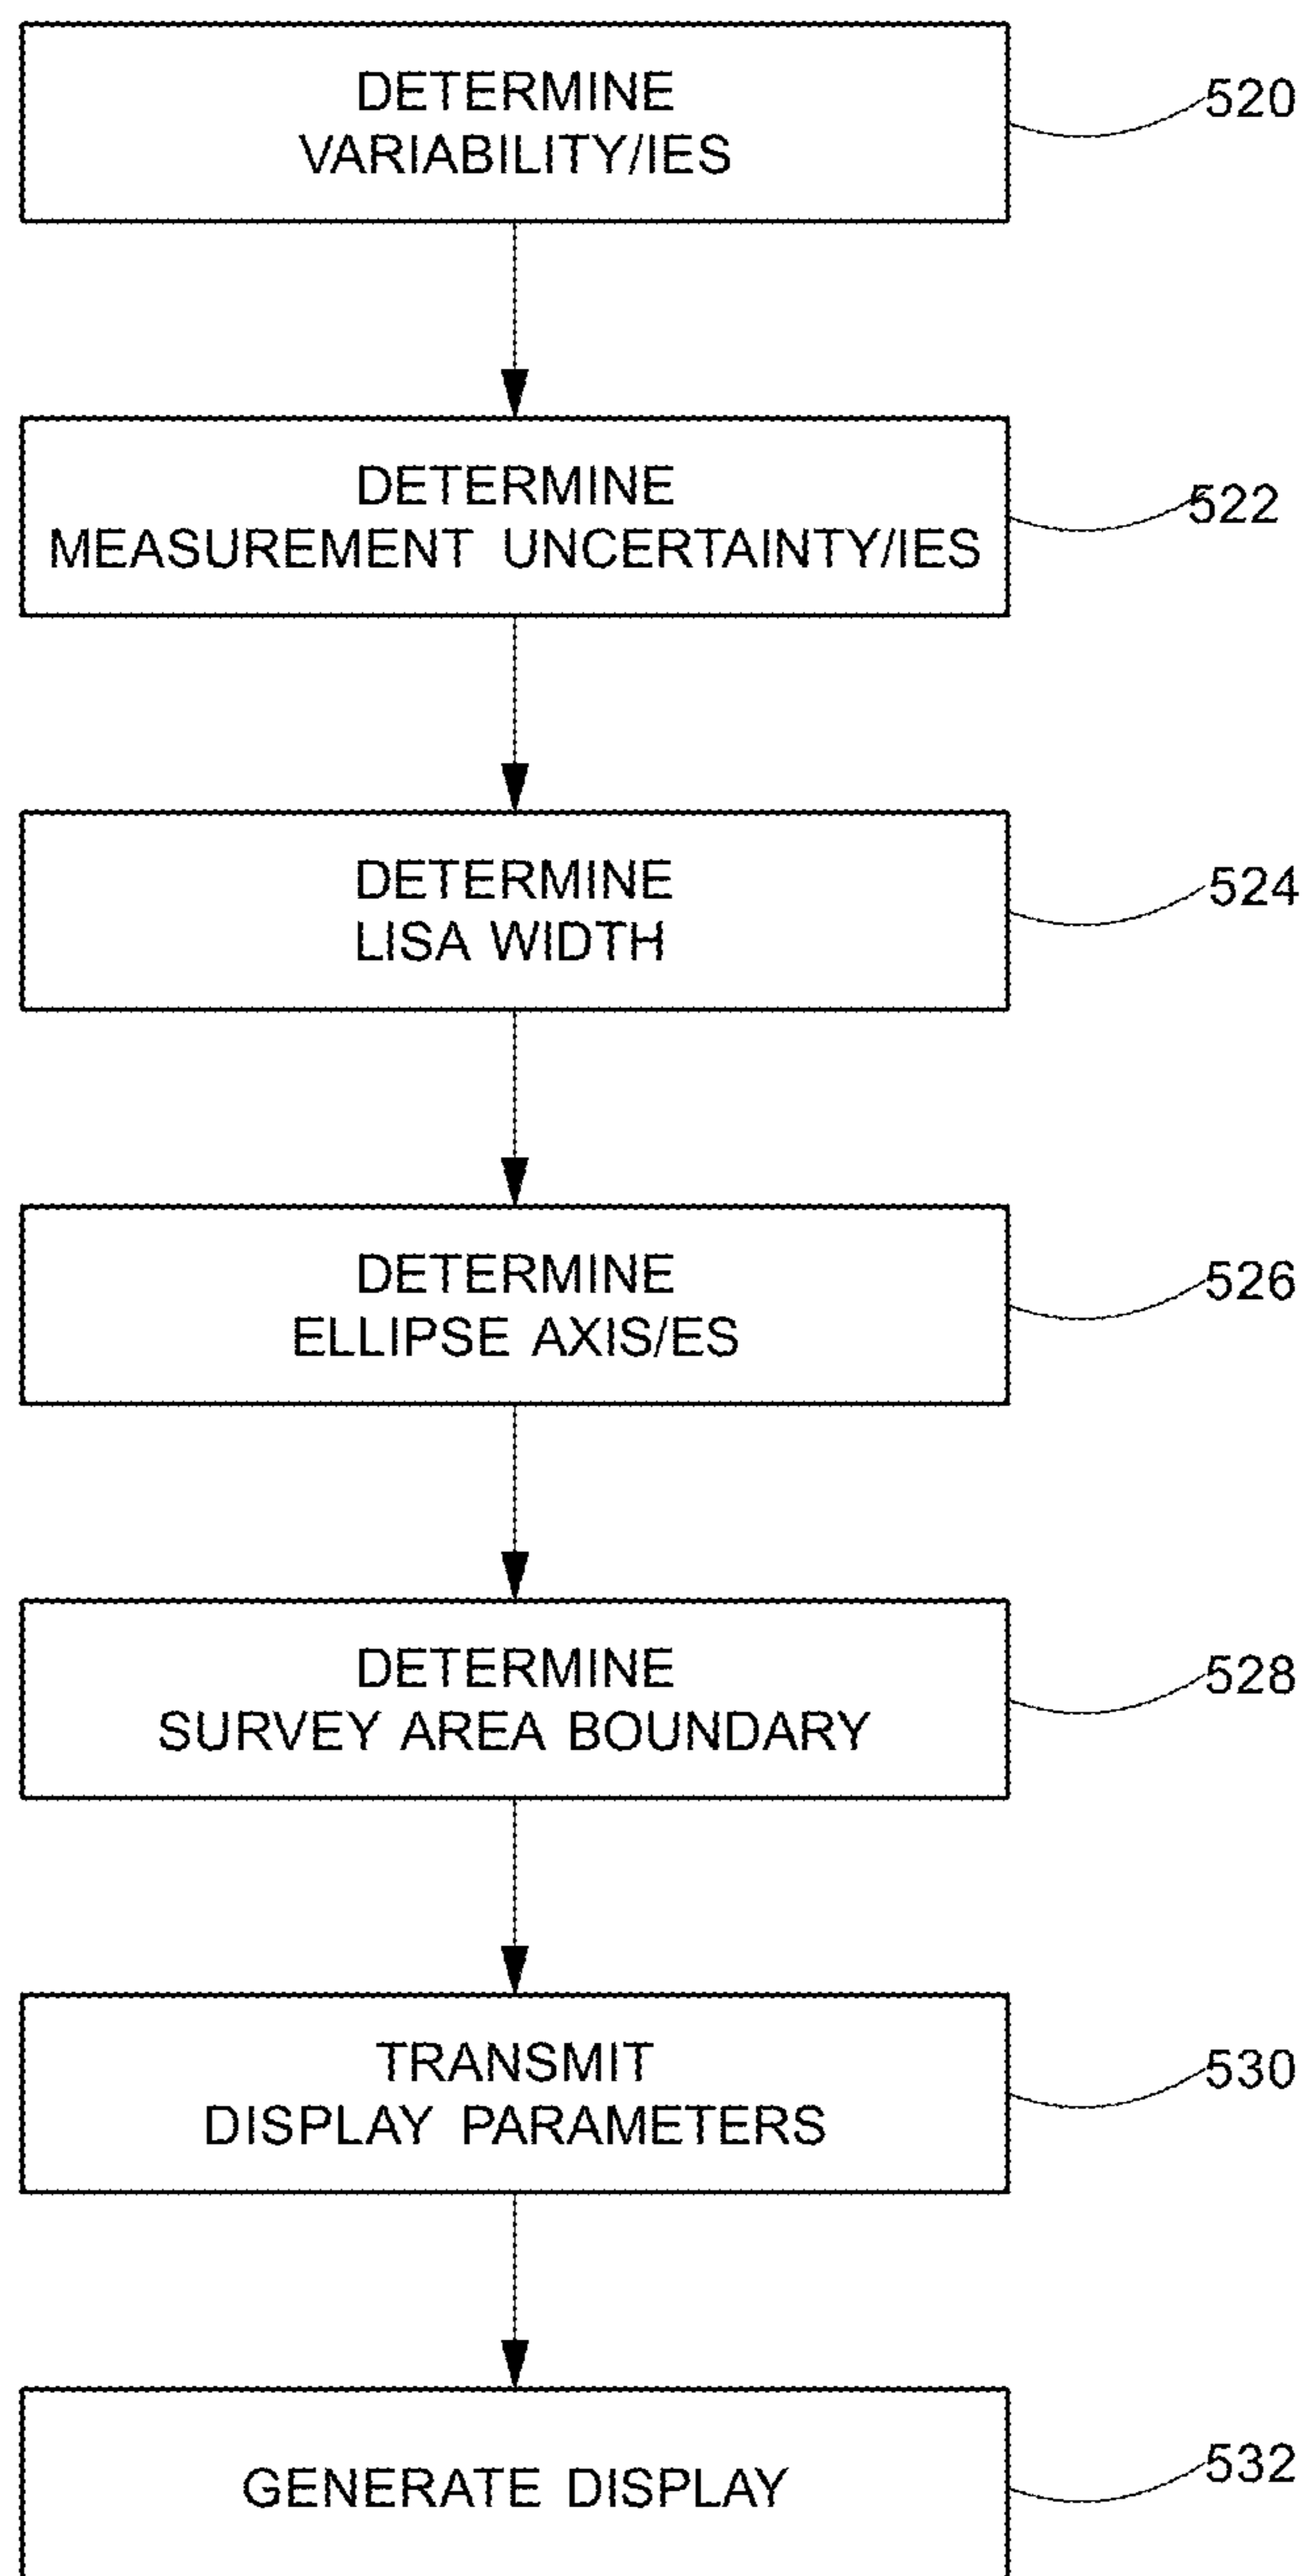 DETERMINE
VARIABILITY/IES
520
DETERMINE
MEASUREMENT UNCERTAINTY/IES
522
DETERMINE
LISA WIDTH
524
DETERMINE
ELLIPSE AXIS/ES
526
DETERMINE
SURVEY AREA BOUNDARY
528
TRANSMIT
DISPLAY PARAMETERS
530
GENERATE DISPLAY
532